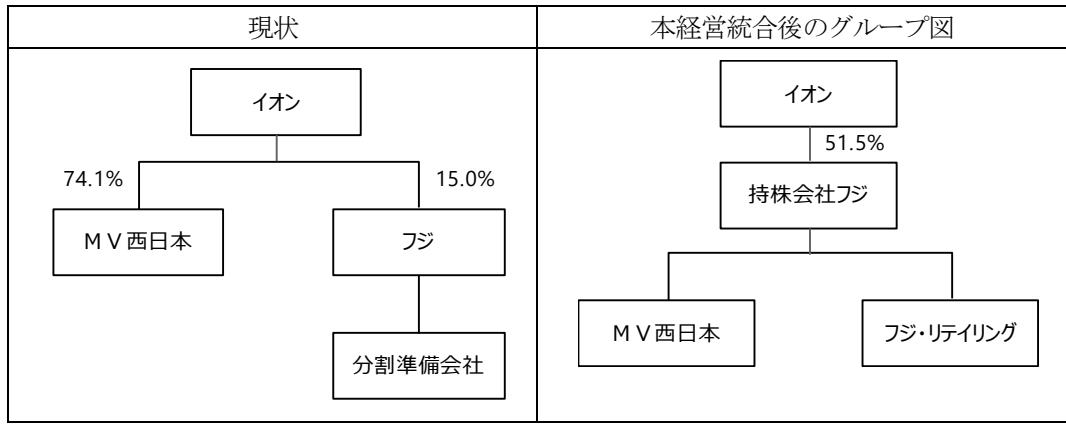 現状
イオン
74.1%
15.0%
ＭＶ西日本
フジ
分割準備会社
本経営統合後のグループ図
イオン
51.5%
持株会社フジ
ＭＶ西日本
フジ・リテイリング